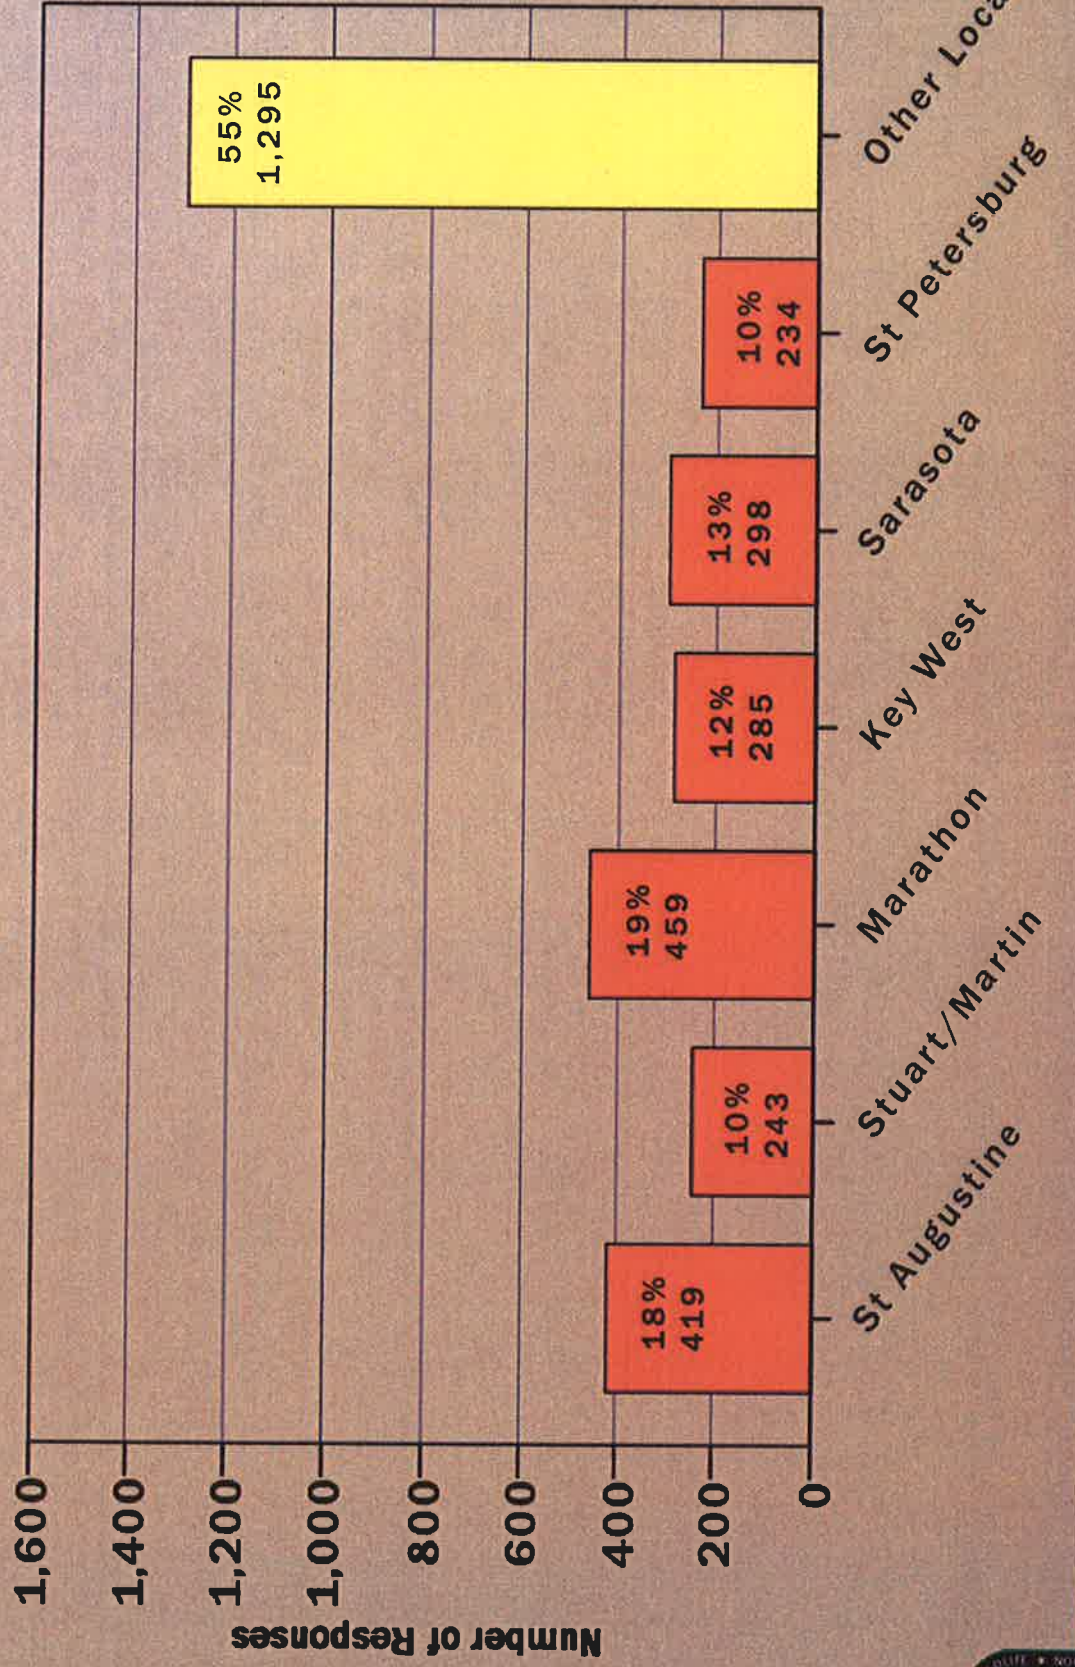 Number of Responses
1,600
1,400
1,200
1,000
800
600
400
200
0
18%
419
10%
243
19%
459
12%
285
13%
298
10%
234
55%
1,295
St Augustine
Stuart/Martin
Marathon
Key West
Sarasota
St Petersburg
Other